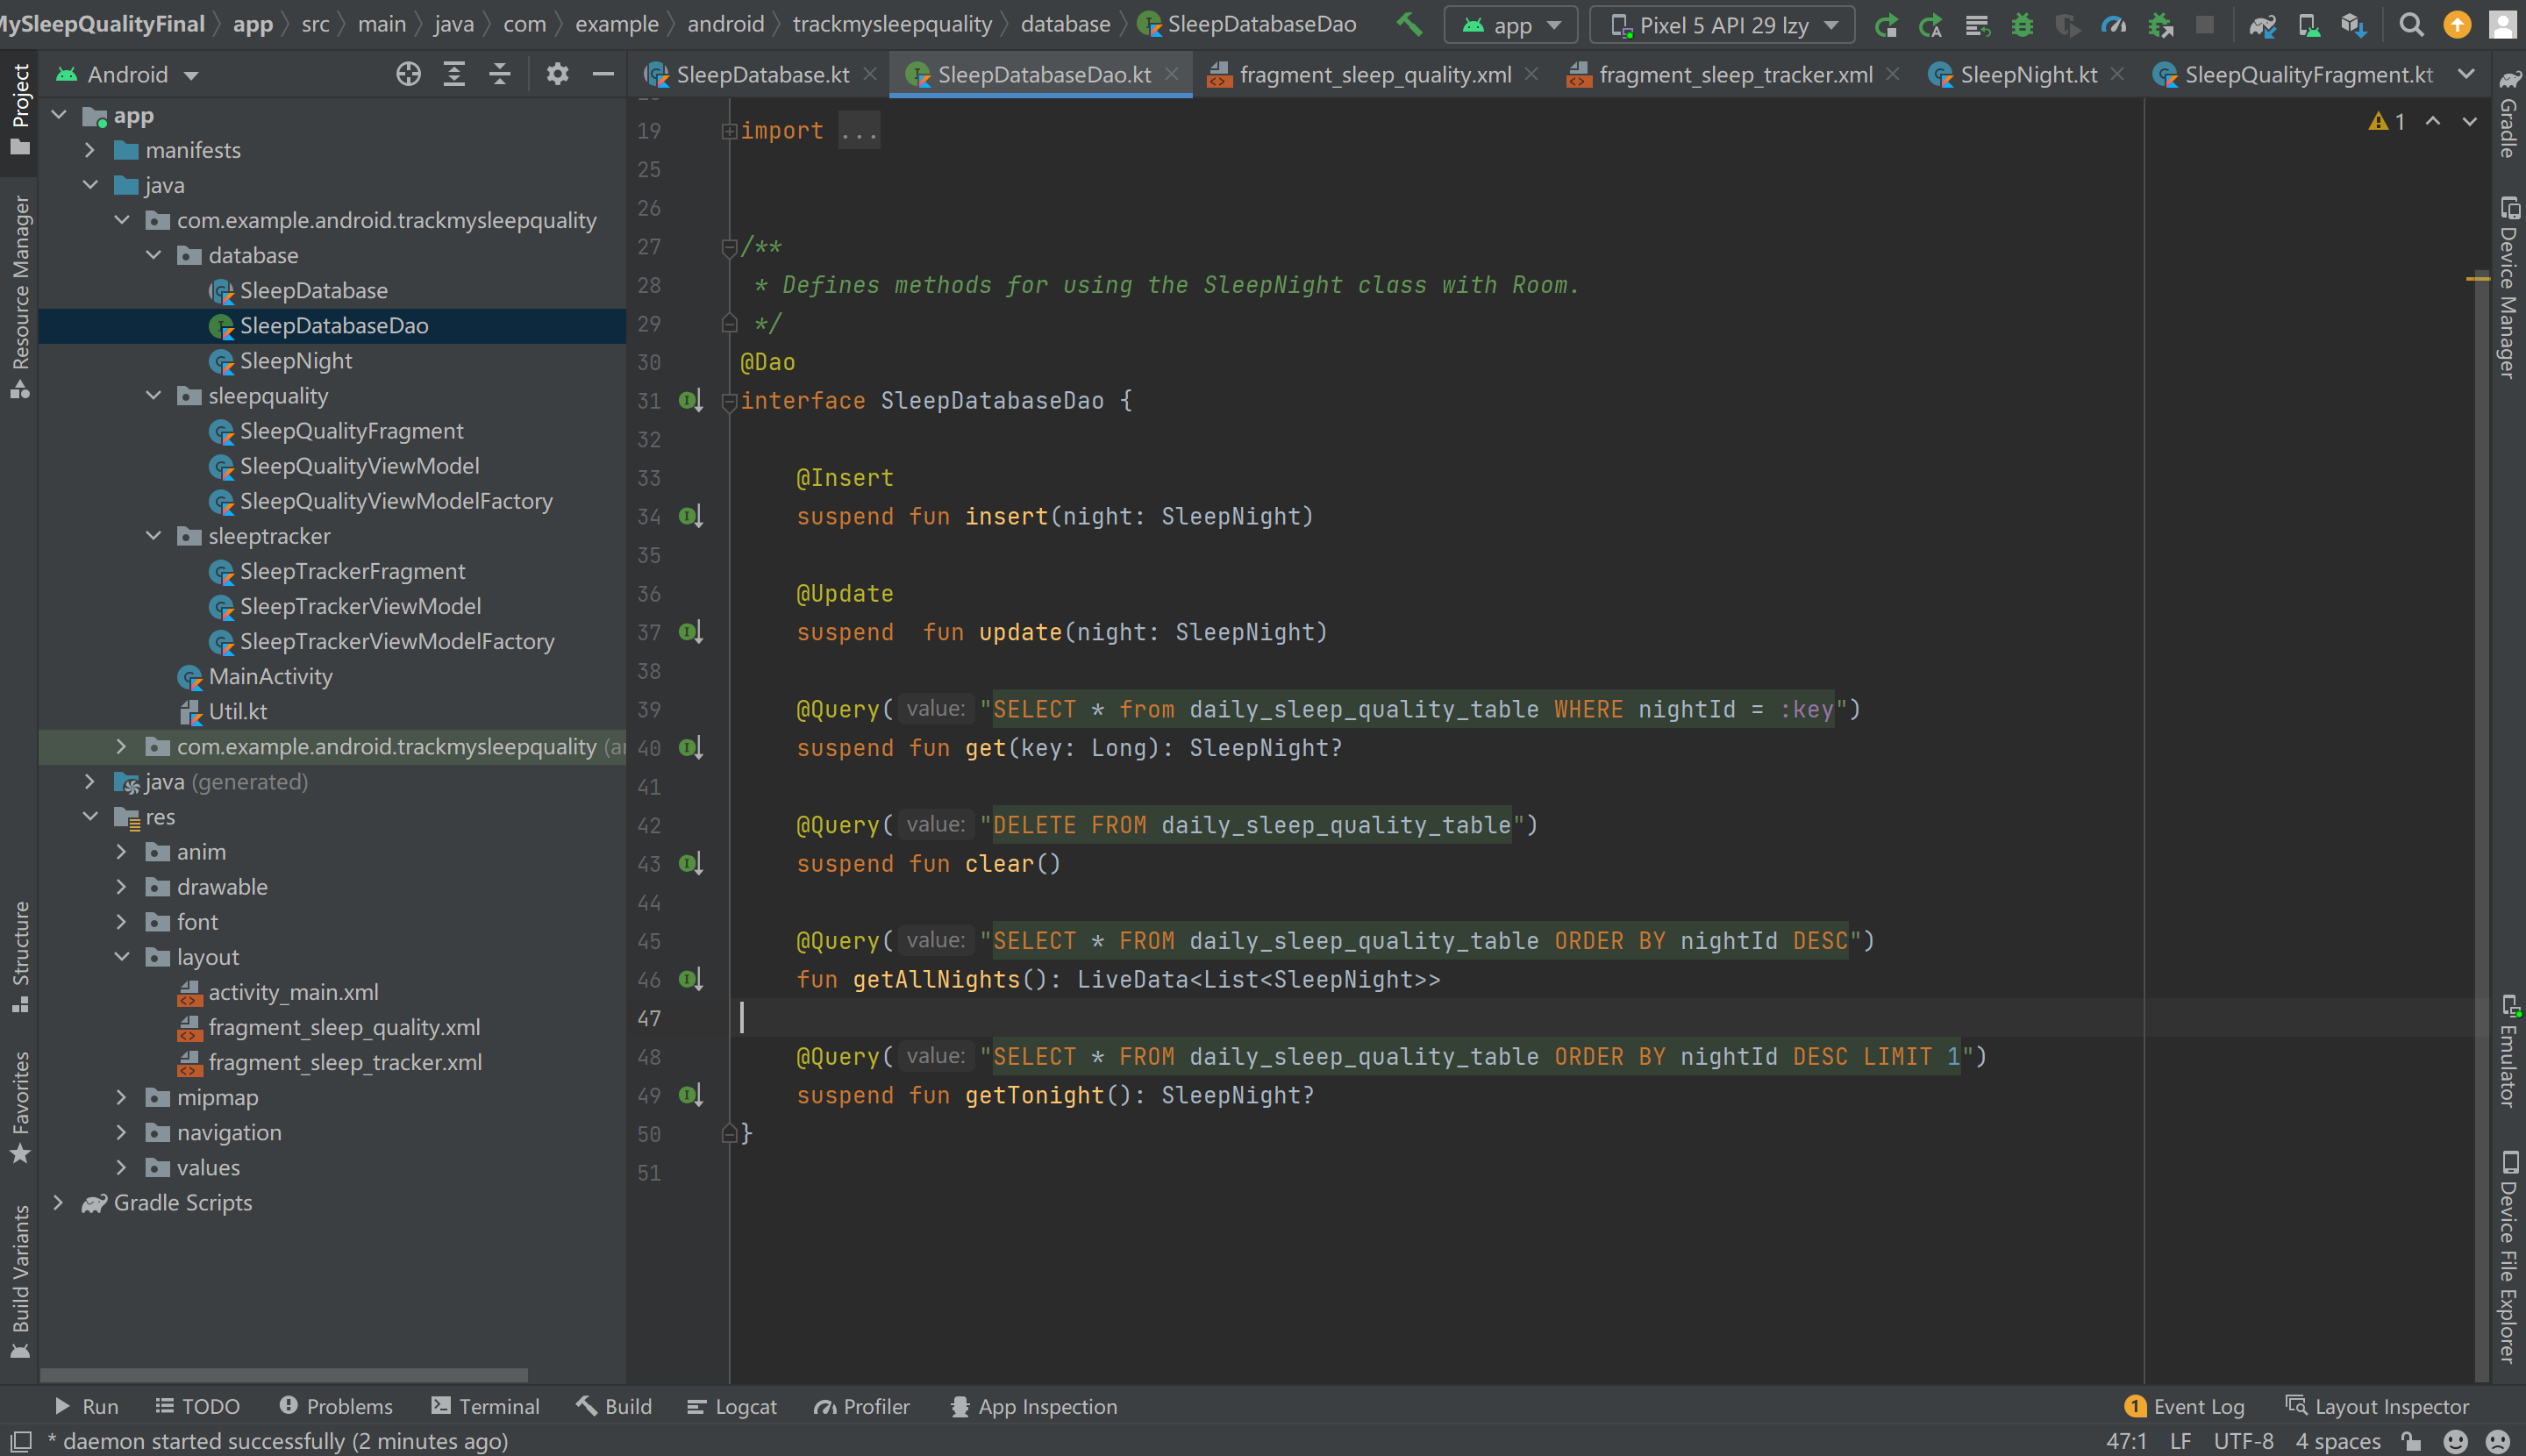 MySleepQualityFinal app src main java com example android trackmysleepquality database SleepDatabaseDao app Pixel 5 API 29 lzy
Project
Resource Manager
Structure
Favorites
Build Variants
Android
app
manifests
java
com.example.android.trackmysleepquality
database
SleepDatabase
SleepDatabaseDao
SleepNight
sleepquality
SleepQualityFragment
SleepQualityViewModel
SleepQualityViewModelFactory
sleeptracker
SleepTrackerFragment
SleepTrackerViewModel
SleepTrackerViewModelFactory
MainActivity
Util.kt
com.example.android.trackmysleepquality (a
java (generated)
res
anim
drawable
font
layout
activity_main.xml
fragment_sleep_quality.xml
fragment_sleep_tracker.xml
mipmap
navigation
values
Gradle Scripts
SleepDatabase.kt SleepDatabaseDao.kt fragment_sleep_quality.xml fragment_sleep_tracker.xml SleepNight.kt SleepQualityFragment.kt
1
19 import ...
25
26
27 /**
28 * Defines methods for using the SleepNight class with Room.
29 */
30 @Dao
31 interface SleepDatabaseDao {
32
33 @Insert
34 suspend fun insert(night: SleepNight)
35
36 @Update
37 suspend  fun update(night: SleepNight)
38
39 @Query( value: "SELECT * from daily_sleep_quality_table WHERE nightId = :key")
40 suspend fun get(key: Long): SleepNight?
41
42 @Query( value: "DELETE FROM daily_sleep_quality_table")
43 suspend fun clear()
44
45 @Query( value: "SELECT * FROM daily_sleep_quality_table ORDER BY nightId DESC")
46 fun getAllNights(): LiveData<List<SleepNight>>
47
48 @Query( value: "SELECT * FROM daily_sleep_quality_table ORDER BY nightId DESC LIMIT 1")
49 suspend fun getTonight(): SleepNight?
50 }
51
Gradle
Device Manager
Emulator
Device File Explorer
Run TODO Problems Terminal Build Logcat Profiler App Inspection 1 Event Log Layout Inspector
* daemon started successfully (2 minutes ago) 47:1 LF UTF-8 4 spaces